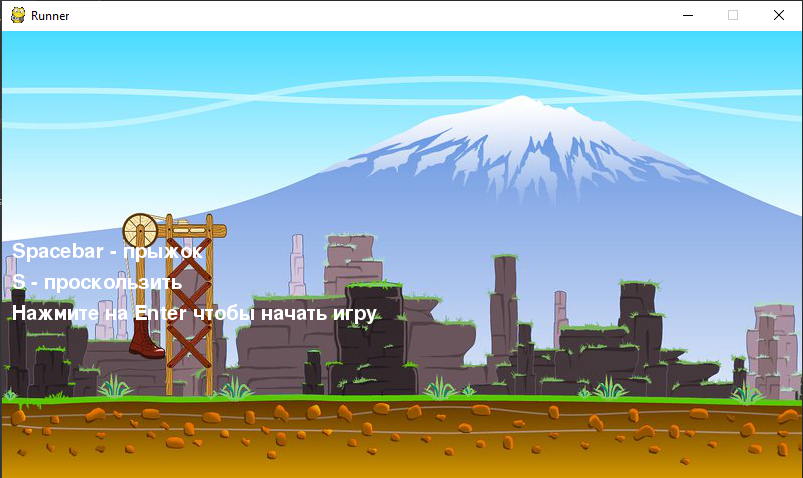 Runner
Spacebar - прыжок
S - проскользить
Нажмите на Enter чтобы начать игру